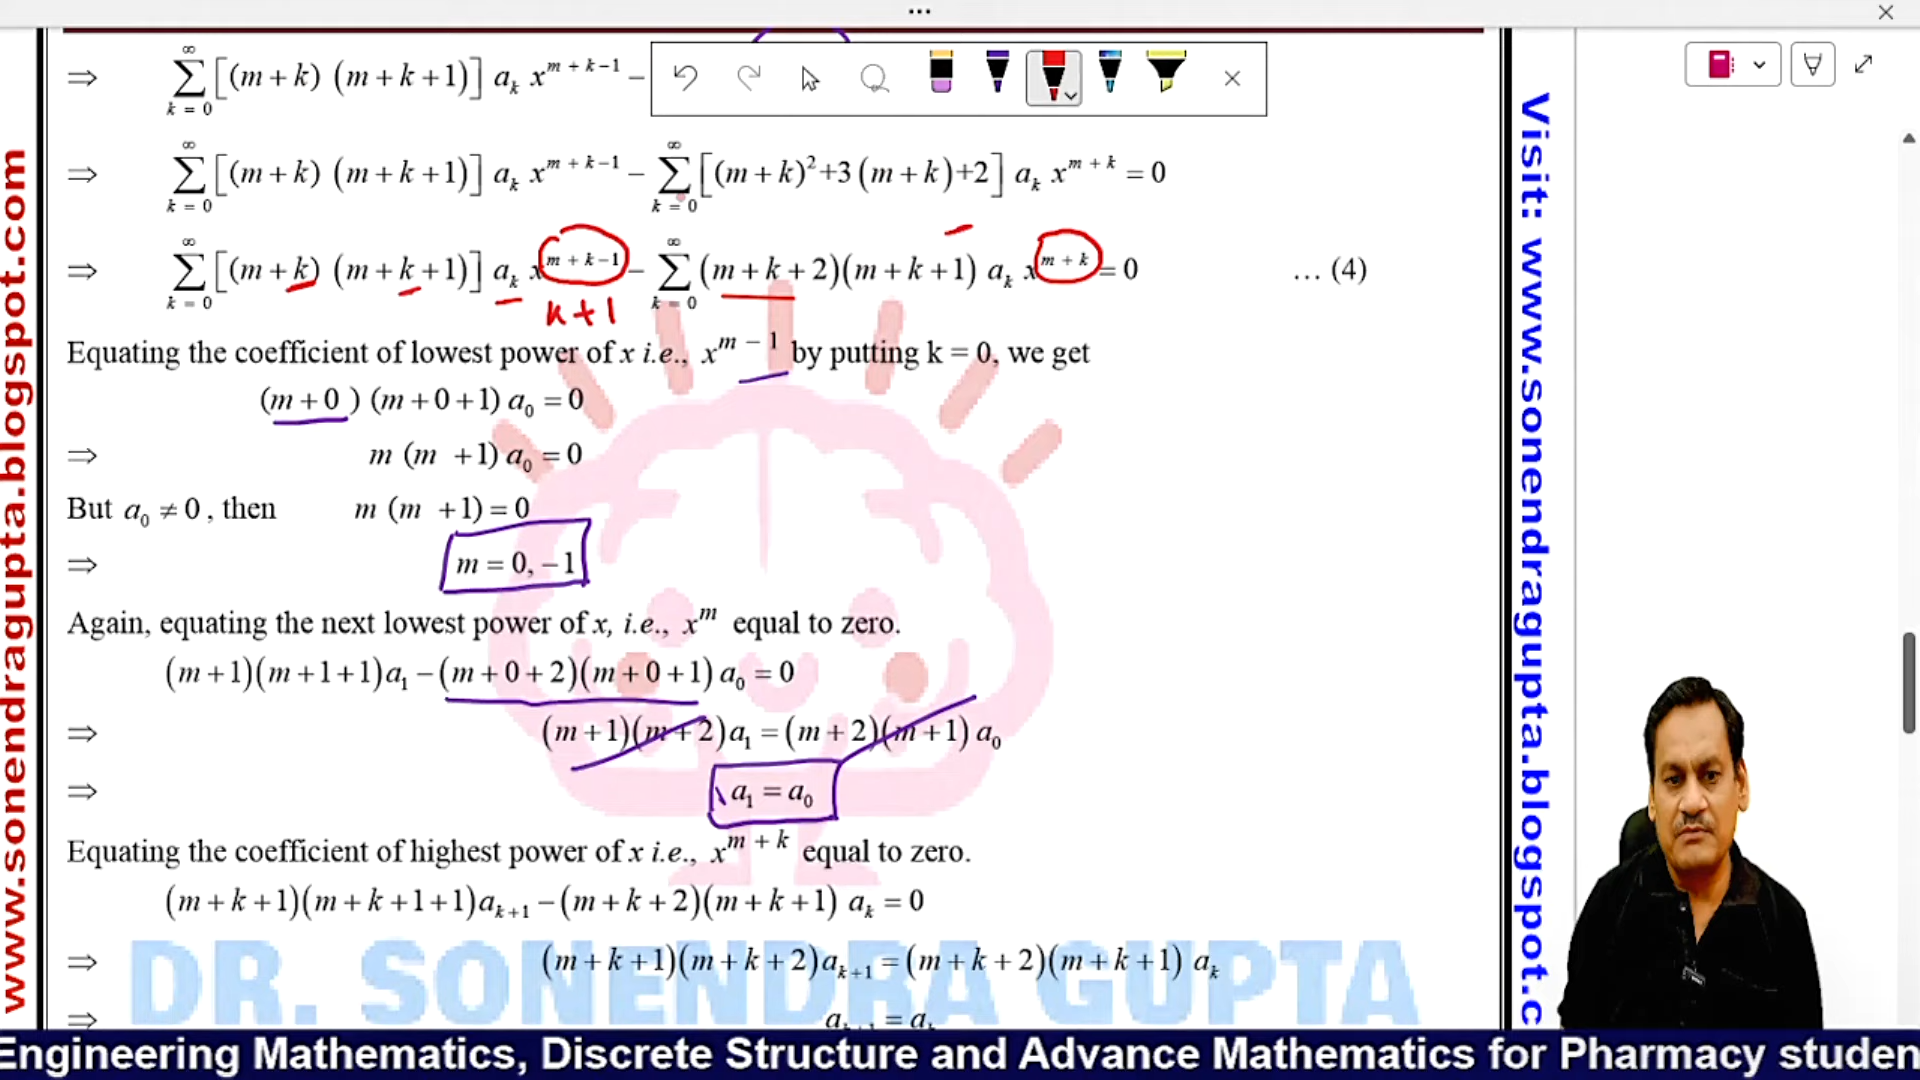 ⇒ ∑_{k = 0}^{∞} [(m + k) (m + k + 1)] a_k x^{m + k − 1} −
⇒ ∑_{k = 0}^{∞} [(m + k) (m + k + 1)] a_k x^{m + k − 1} − ∑_{k = 0}^{∞} [(m + k)² + 3 (m + k) + 2] a_k x^{m + k} = 0
⇒ ∑_{k = 0}^{∞} [(m + k) (m + k + 1)] a_k x^{m + k − 1} − ∑_{k = 0}^{∞} (m + k + 2)(m + k + 1) a_k x^{m + k} = 0 … (4)
k + 1
Equating the coefficient of lowest power of x i.e., x^{m − 1} by putting k = 0, we get
(m + 0 ) (m + 0 + 1) a_0 = 0
⇒ m (m + 1) a_0 = 0
But a_0 ≠ 0 , then m (m + 1) = 0
⇒ m = 0, −1
Again, equating the next lowest power of x, i.e., x^m equal to zero.
(m + 1)(m + 1 + 1)a_1 − (m + 0 + 2)(m + 0 + 1) a_0 = 0
⇒ (m + 1)(m + 2)a_1 = (m + 2)(m + 1) a_0
⇒ a_1 = a_0
Equating the coefficient of highest power of x i.e., x^{m + k} equal to zero.
(m + k + 1)(m + k + 1 + 1)a_{k+1} − (m + k + 2)(m + k + 1) a_k = 0
⇒ (m + k + 1)(m + k + 2)a_{k+1} = (m + k + 2)(m + k + 1) a_k
DR. SONENDRA GUPTA
www.sonendragupta.blogspot.com
Visit: www.sonendragupta.blogspot.c
Engineering Mathematics, Discrete Structure and Advance Mathematics for Pharmacy studen